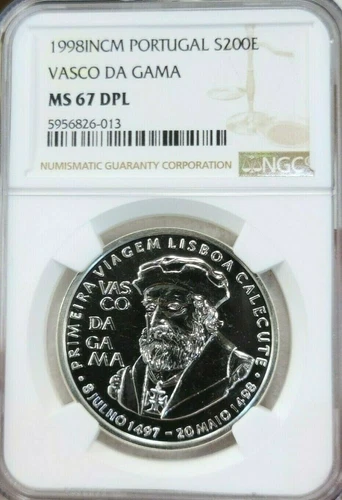 1998INCM PORTUGAL S200E
VASCO DA GAMA
MS 67 DPL
5956826-013
NUMISMATIC GUARANTY CORPORATION
NGC
· PRIMEIRA VIAGEM LISBOA CALECUTE ·
VAS
CO
DA
GA
MA
8 JULHO 1497 - 20 MAIO 1498